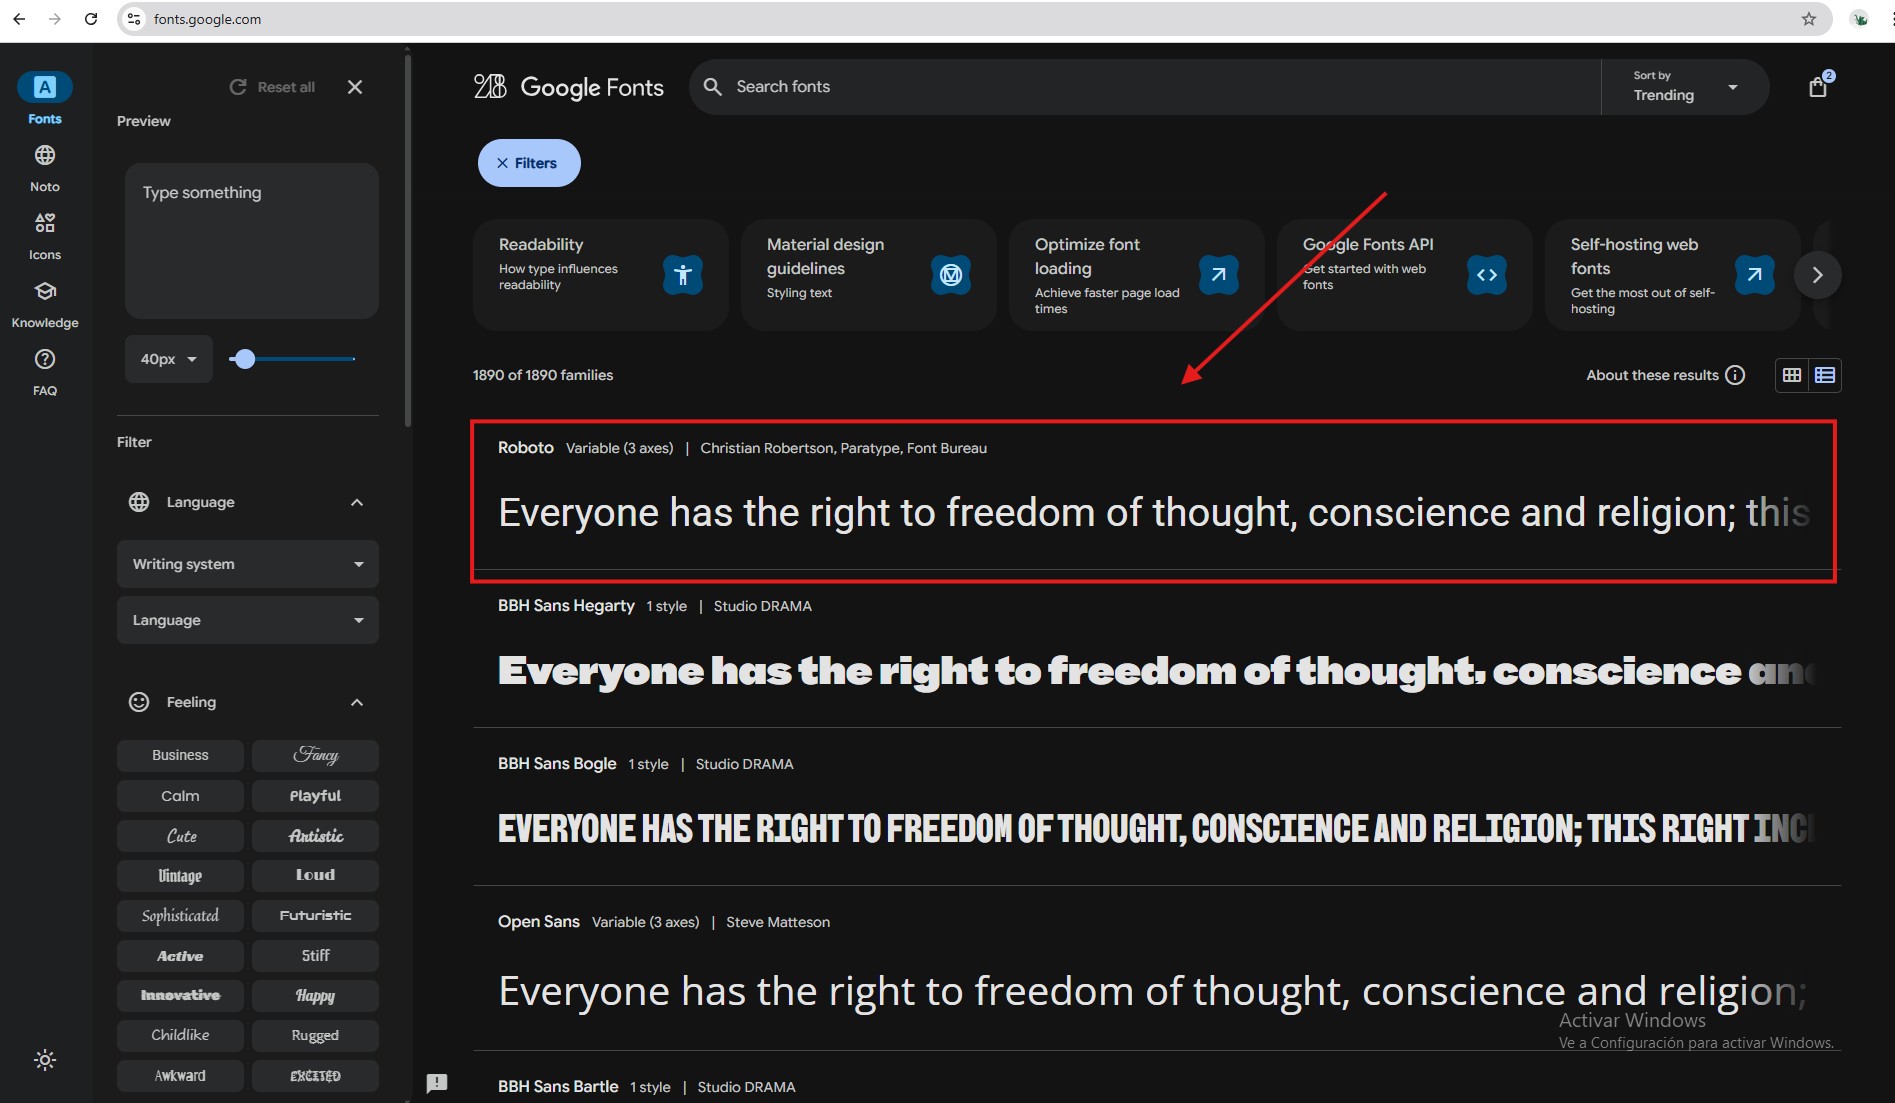 fonts.google.com
Fonts
Noto
Icons
Knowledge
FAQ
Reset all
Preview
Type something
40px
Filter
Language
Writing system
Language
Feeling
Business
Fancy
Calm
Playful
Cute
Artistic
Vintage
Loud
Sophisticated
Futuristic
Active
Stiff
Innovative
Happy
Childlike
Rugged
Awkward
EXCITED
Google Fonts
Search fonts
Sort by
Trending
2
Filters
Readability
How type influences
readability
Material design
guidelines
Styling text
Optimize font
loading
Achieve faster page load
times
Google Fonts API
Get started with web
fonts
Self-hosting web
fonts
Get the most out of self-
hosting
1890 of 1890 families
About these results
Roboto Variable (3 axes) | Christian Robertson, Paratype, Font Bureau
Everyone has the right to freedom of thought, conscience and religion; this
BBH Sans Hegarty 1 style | Studio DRAMA
Everyone has the right to freedom of thought, conscience and
BBH Sans Bogle 1 style | Studio DRAMA
EVERYONE HAS THE RIGHT TO FREEDOM OF THOUGHT, CONSCIENCE AND RELIGION; THIS RIGHT INC
Open Sans Variable (3 axes) | Steve Matteson
Everyone has the right to freedom of thought, conscience and religion;
Activar Windows
Ve a Configuración para activar Windows.
BBH Sans Bartle 1 style | Studio DRAMA